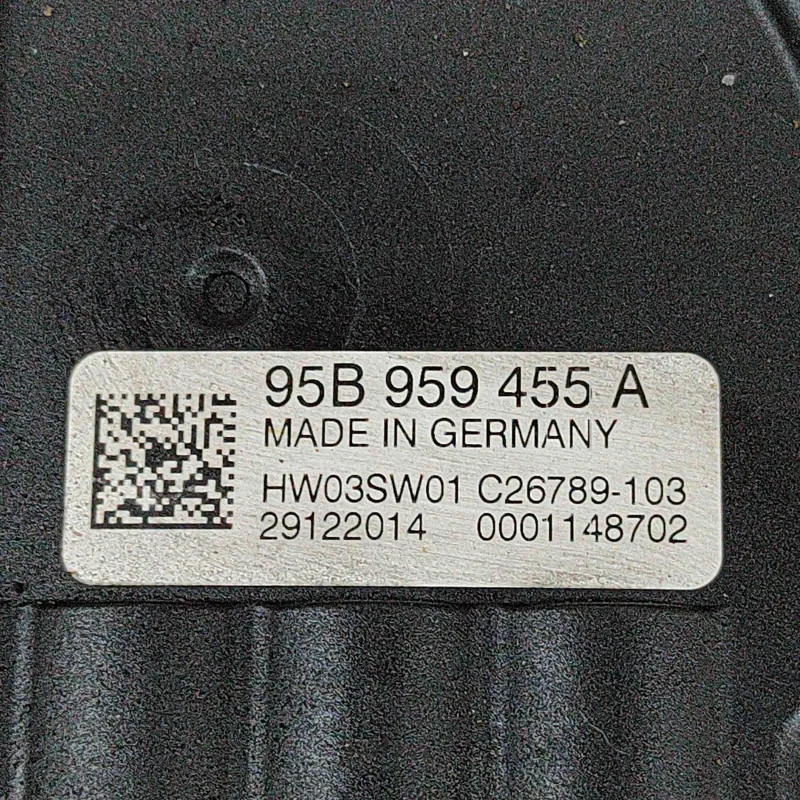 95B 959 455 A
MADE IN GERMANY
HW03SW01 C26789-103
29122014 0001148702